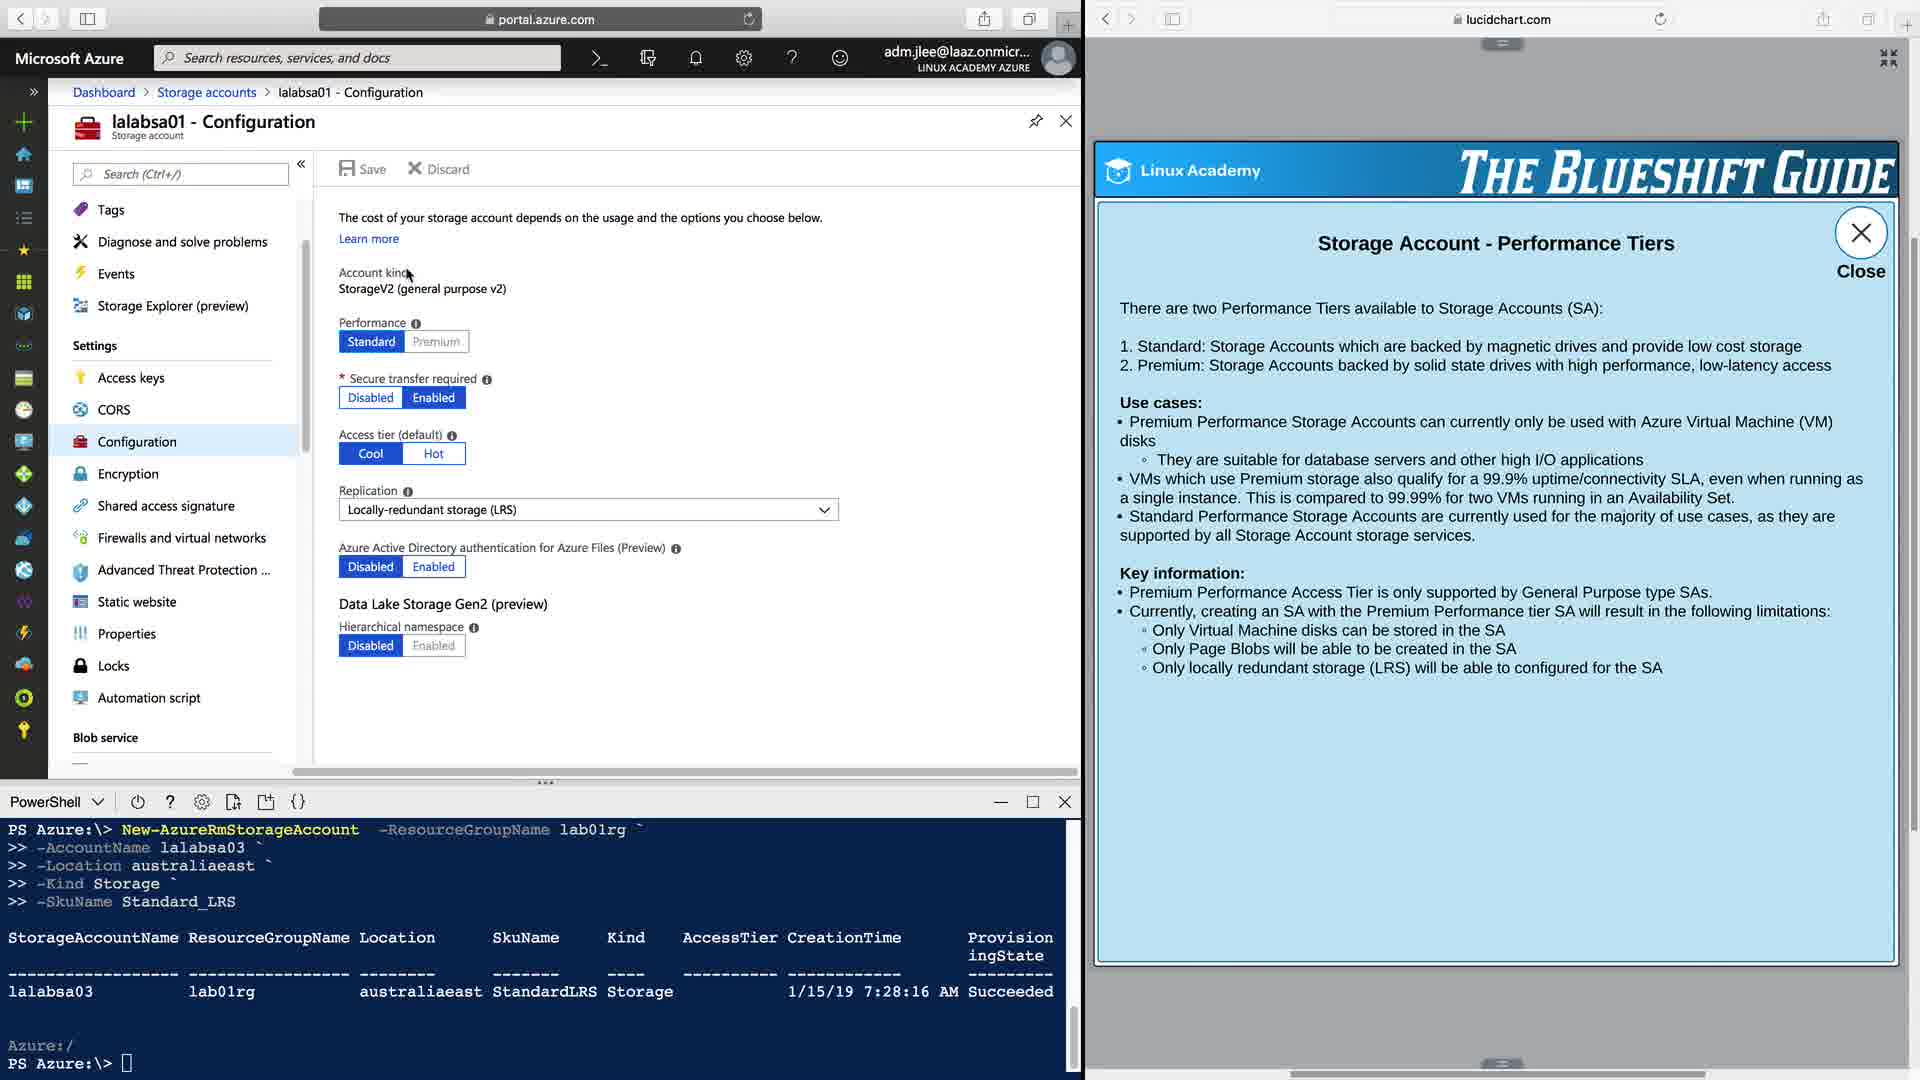 portal.azure.com
Microsoft Azure
Search resources, services, and docs
adm.jlee@laaz.onmicr...
LINUX ACADEMY AZURE
Dashboard > Storage accounts > lalabsa01 - Configuration
lalabsa01 - Configuration
Storage account
Search (Ctrl+/)
Tags
Diagnose and solve problems
Events
Storage Explorer (preview)
Settings
Access keys
CORS
Configuration
Encryption
Shared access signature
Firewalls and virtual networks
Advanced Threat Protection ...
Static website
Properties
Locks
Automation script
Blob service
Save Discard
The cost of your storage account depends on the usage and the options you choose below.
Learn more
Account kind
StorageV2 (general purpose v2)
Performance
Standard Premium
* Secure transfer required
Disabled Enabled
Access tier (default)
Cool Hot
Replication
Locally-redundant storage (LRS)
Azure Active Directory authentication for Azure Files (Preview)
Disabled Enabled
Data Lake Storage Gen2 (preview)
Hierarchical namespace
Disabled Enabled
PowerShell
PS Azure:\> New-AzureRmStorageAccount -ResourceGroupName lab01rg `
>> -AccountName lalabsa03 `
>> -Location australiaeast `
>> -Kind Storage `
>> -SkuName Standard_LRS
StorageAccountName ResourceGroupName Location SkuName Kind AccessTier CreationTime Provision
ingState
------------------ ----------------- -------- ------- ---- ---------- ------------ ---------
lalabsa03 lab01rg australiaeast StandardLRS Storage 1/15/19 7:28:16 AM Succeeded
Azure:/
PS Azure:\>
lucidchart.com
Linux Academy
THE BLUESHIFT GUIDE
Storage Account - Performance Tiers
Close
There are two Performance Tiers available to Storage Accounts (SA):
1. Standard: Storage Accounts which are backed by magnetic drives and provide low cost storage
2. Premium: Storage Accounts backed by solid state drives with high performance, low-latency access
Use cases:
• Premium Performance Storage Accounts can currently only be used with Azure Virtual Machine (VM)
disks
◦ They are suitable for database servers and other high I/O applications
• VMs which use Premium storage also qualify for a 99.9% uptime/connectivity SLA, even when running as
a single instance. This is compared to 99.99% for two VMs running in an Availability Set.
• Standard Performance Storage Accounts are currently used for the majority of use cases, as they are
supported by all Storage Account storage services.
Key information:
• Premium Performance Access Tier is only supported by General Purpose type SAs.
• Currently, creating an SA with the Premium Performance tier SA will result in the following limitations:
◦ Only Virtual Machine disks can be stored in the SA
◦ Only Page Blobs will be able to be created in the SA
◦ Only locally redundant storage (LRS) will be able to configured for the SA